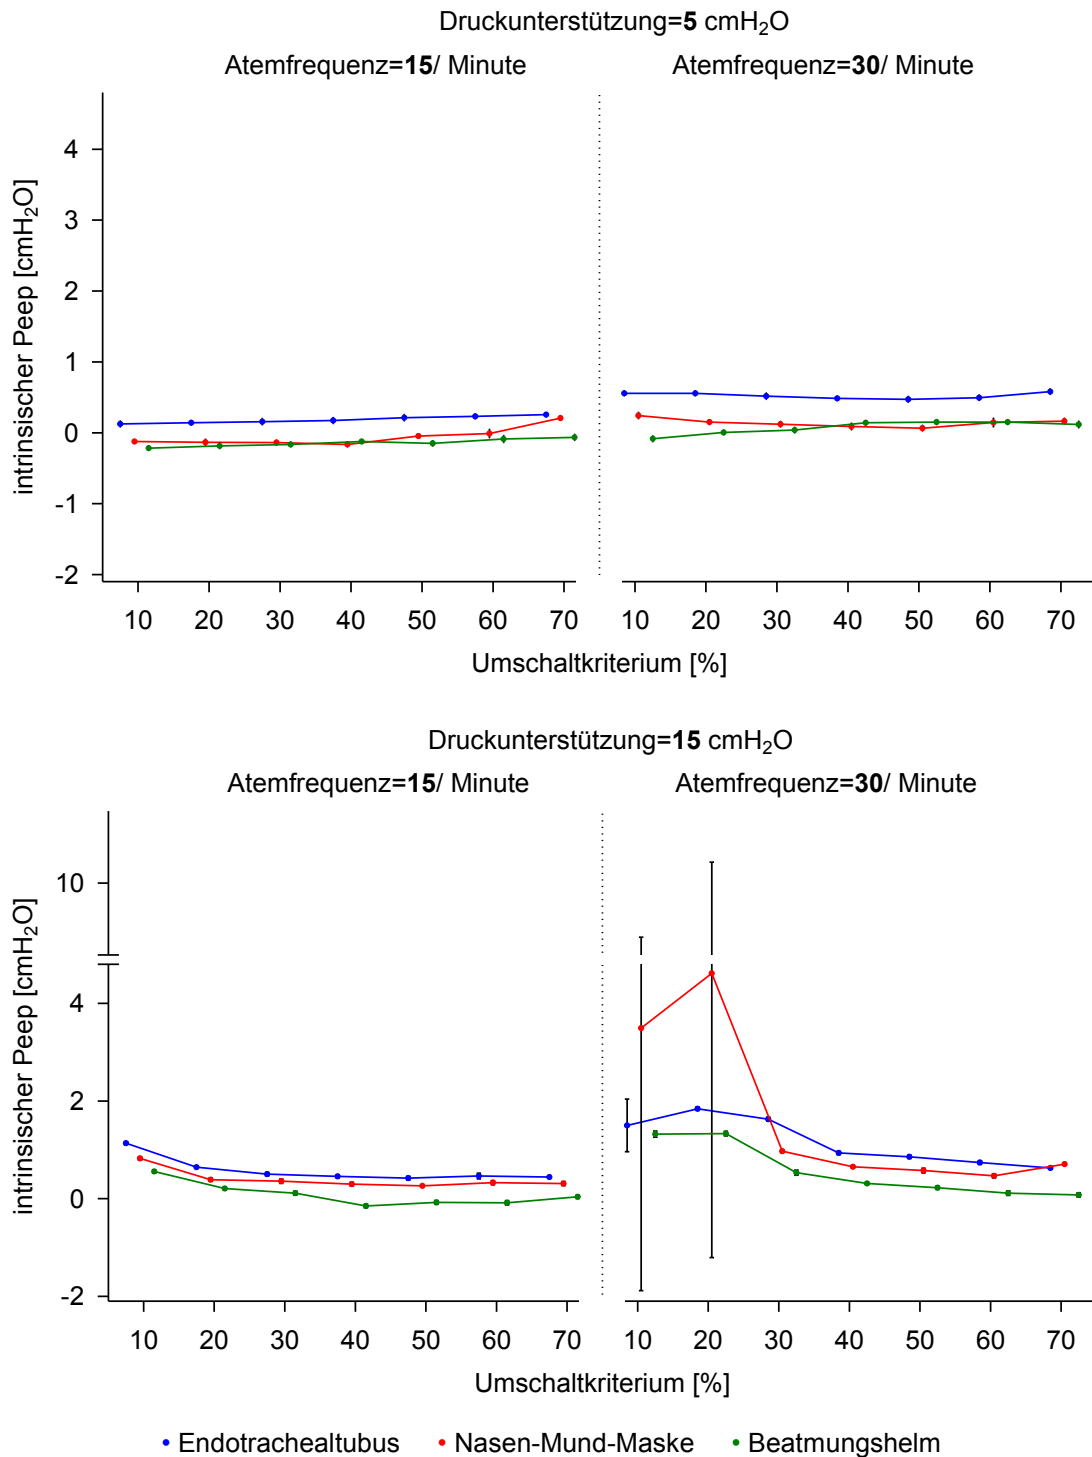 Druckunterstützung=5 cmH₂O
Atemfrequenz=15/ Minute
Atemfrequenz=30/ Minute
intrinsischer Peep [cmH₂O]
4
3
2
1
0
-1
-2
10 20 30 40 50 60 70
10 20 30 40 50 60 70
Umschaltkriterium [%]
Druckunterstützung=15 cmH₂O
Atemfrequenz=15/ Minute
Atemfrequenz=30/ Minute
intrinsischer Peep [cmH₂O]
10
4
2
0
-2
10 20 30 40 50 60 70
10 20 30 40 50 60 70
Umschaltkriterium [%]
Endotrachealtubus Nasen-Mund-Maske Beatmungshelm